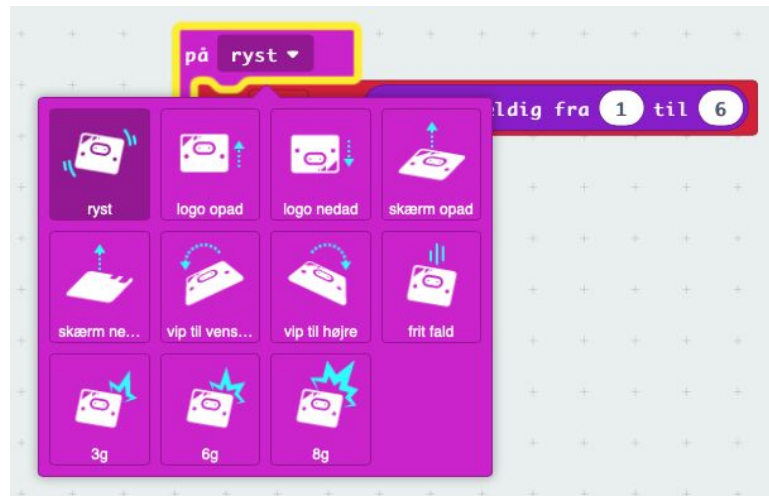 på ryst
ldig fra 1 til 6
ryst
logo opad
logo nedad
skærm opad
skærm ne...
vip til vens...
vip til højre
frit fald
3g
6g
8g